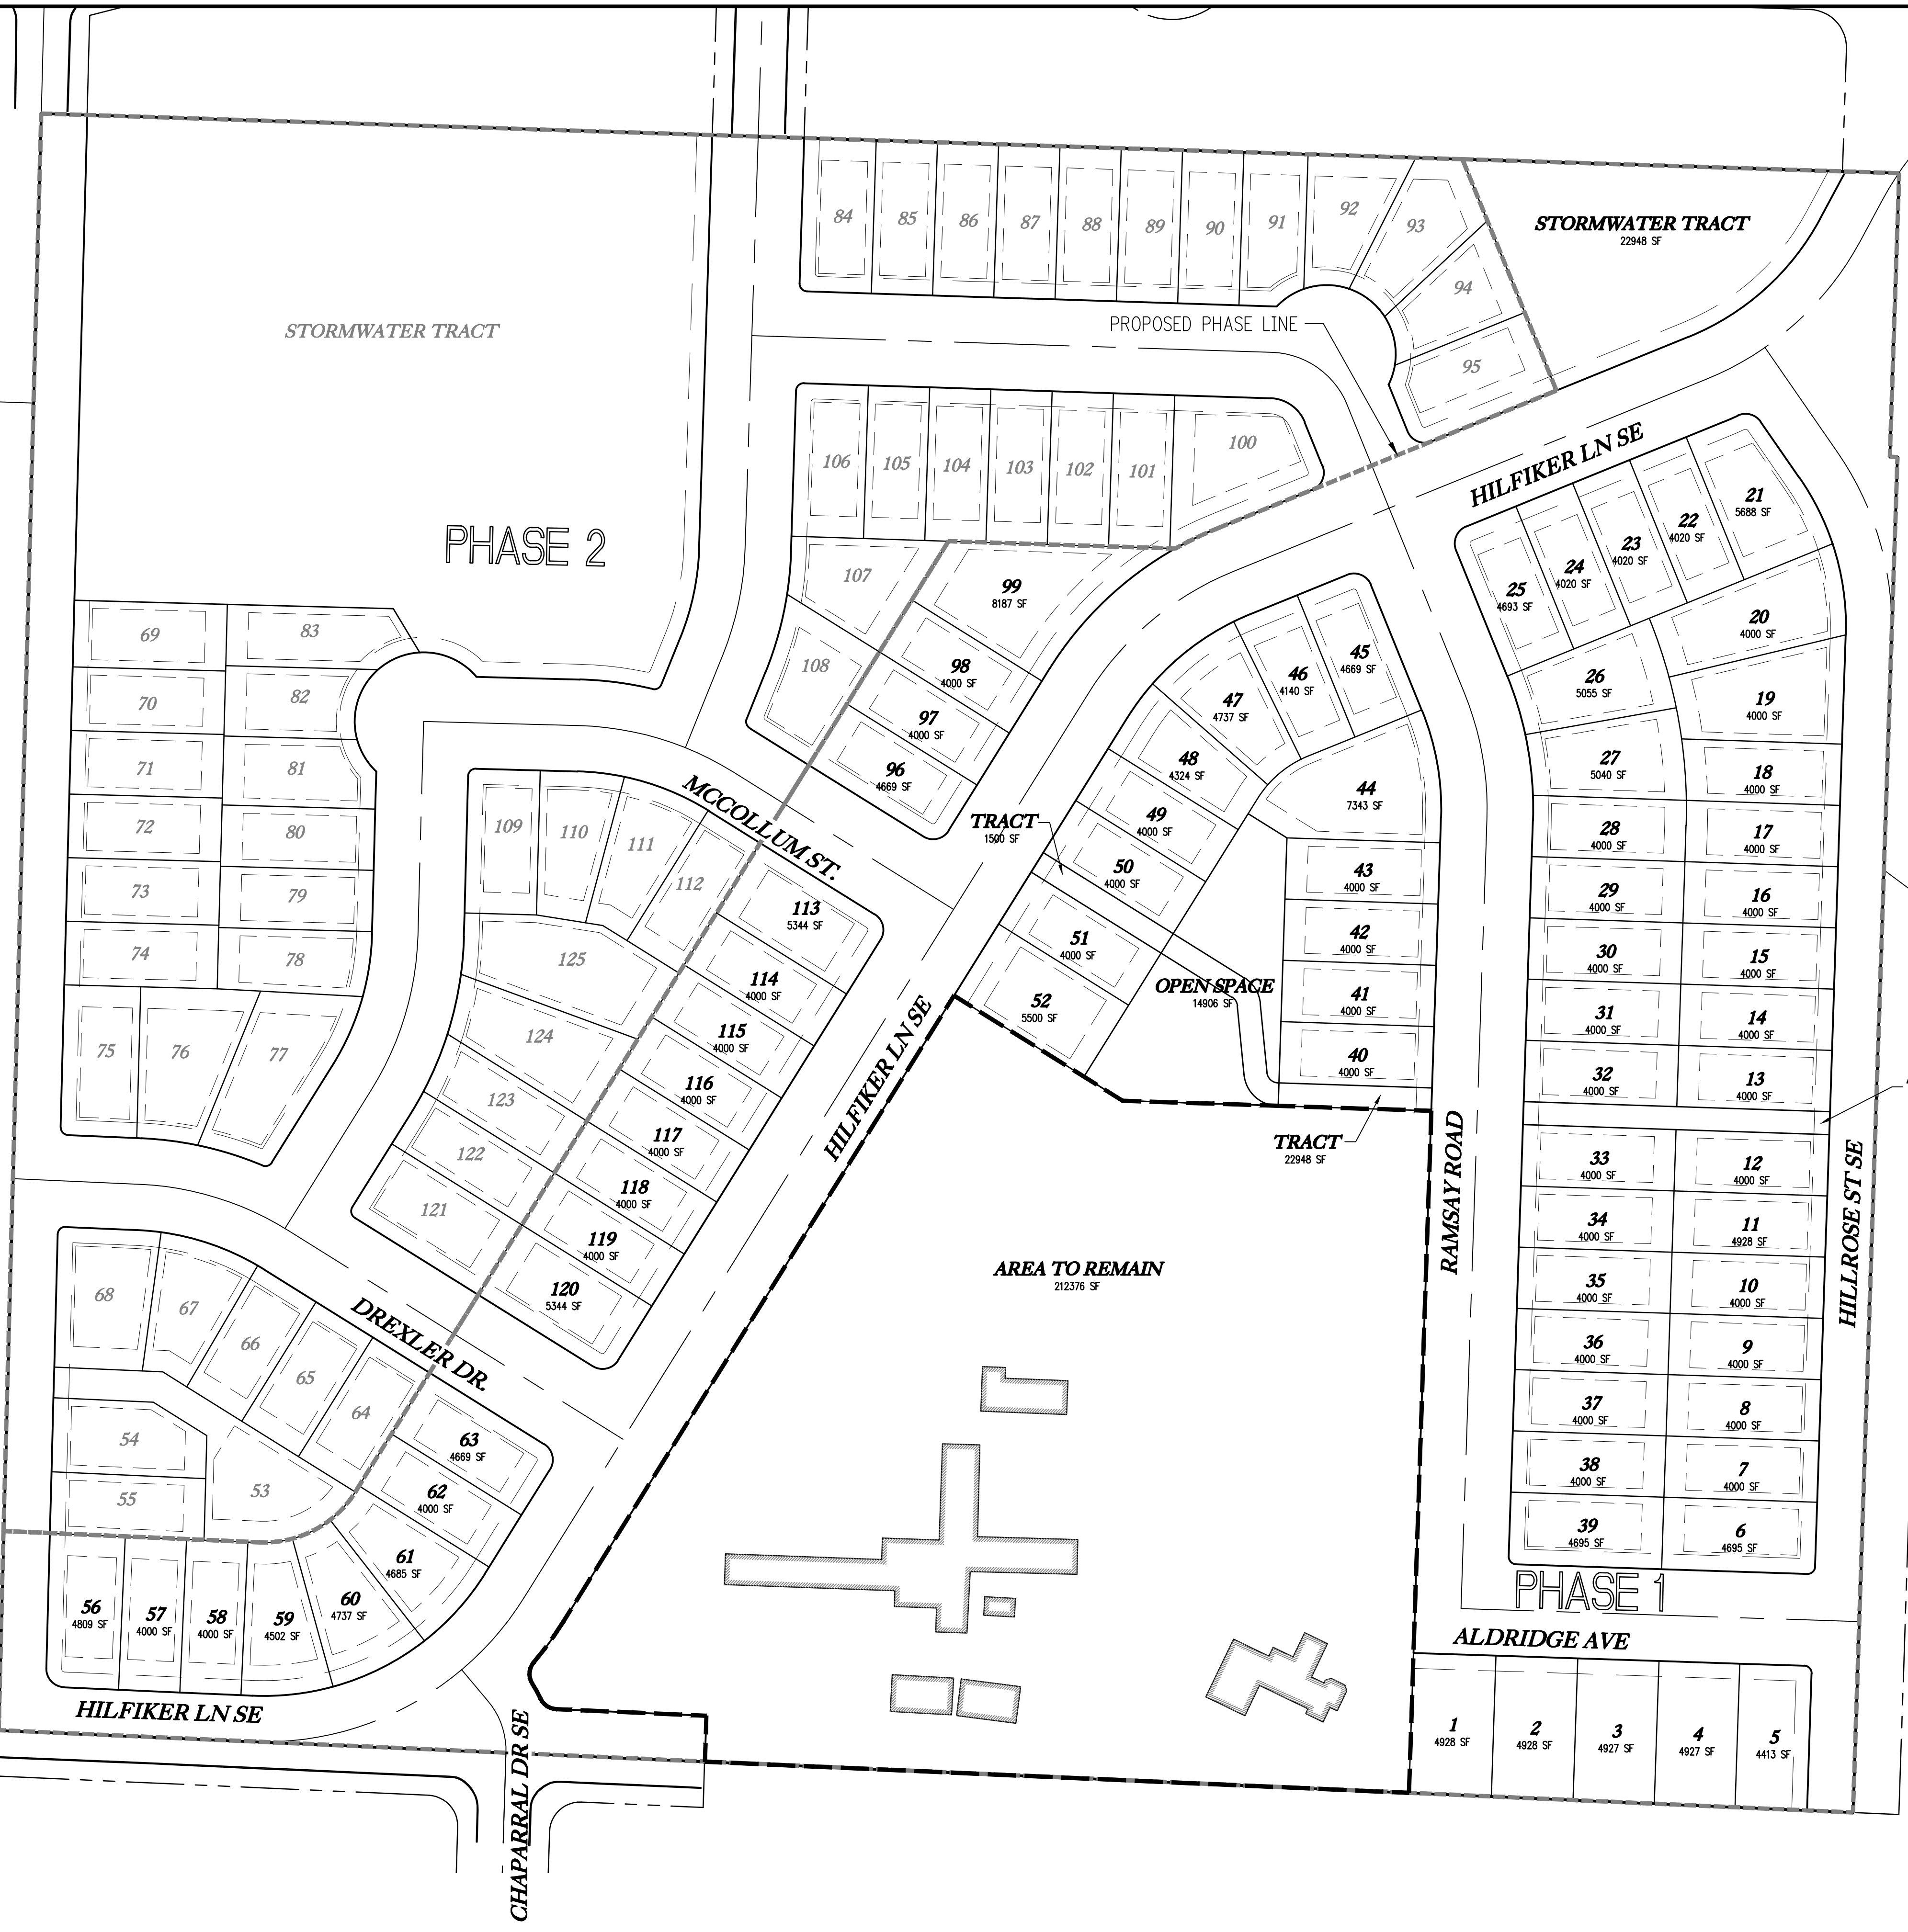 84
85
86
87
88
89
90
91
92
93
94
95
STORMWATER TRACT
22948 SF
STORMWATER TRACT
PROPOSED PHASE LINE
PHASE 2
106
105
104
103
102
101
100
107
108
99
8187 SF
98
4000 SF
97
4000 SF
96
4669 SF
HILFIKER LN SE
21
5688 SF
22
4020 SF
23
4020 SF
24
4020 SF
25
4693 SF
20
4000 SF
26
5055 SF
19
4000 SF
27
5040 SF
18
4000 SF
28
4000 SF
17
4000 SF
29
4000 SF
16
4000 SF
30
4000 SF
15
4000 SF
31
4000 SF
14
4000 SF
32
4000 SF
13
4000 SF
33
4000 SF
12
4000 SF
34
4000 SF
11
4928 SF
35
4000 SF
10
4000 SF
36
4000 SF
9
4000 SF
37
4000 SF
8
4000 SF
38
4000 SF
7
4000 SF
39
4695 SF
6
4695 SF
45
4669 SF
46
4140 SF
47
4737 SF
48
4324 SF
44
7343 SF
49
4000 SF
50
4000 SF
TRACT
1500 SF
43
4000 SF
42
4000 SF
41
4000 SF
40
4000 SF
51
4000 SF
52
5500 SF
OPEN SPACE
14906 SF
TRACT
22948 SF
69
83
70
82
71
81
72
80
73
79
74
78
75
76
77
MCCOLLUM ST.
109
110
111
112
113
5344 SF
114
4000 SF
115
4000 SF
116
4000 SF
117
4000 SF
118
4000 SF
119
4000 SF
120
5344 SF
125
124
123
122
121
HILFIKER LN SE
RAMSAY ROAD
HILLROSE ST SE
AREA TO REMAIN
212376 SF
68
67
66
65
64
DREXLER DR.
63
4669 SF
62
4000 SF
61
4685 SF
54
53
55
56
4809 SF
57
4000 SF
58
4000 SF
59
4502 SF
60
4737 SF
HILFIKER LN SE
CHAPARRAL DR SE
PHASE 1
ALDRIDGE AVE
1
4928 SF
2
4928 SF
3
4927 SF
4
4927 SF
5
4413 SF